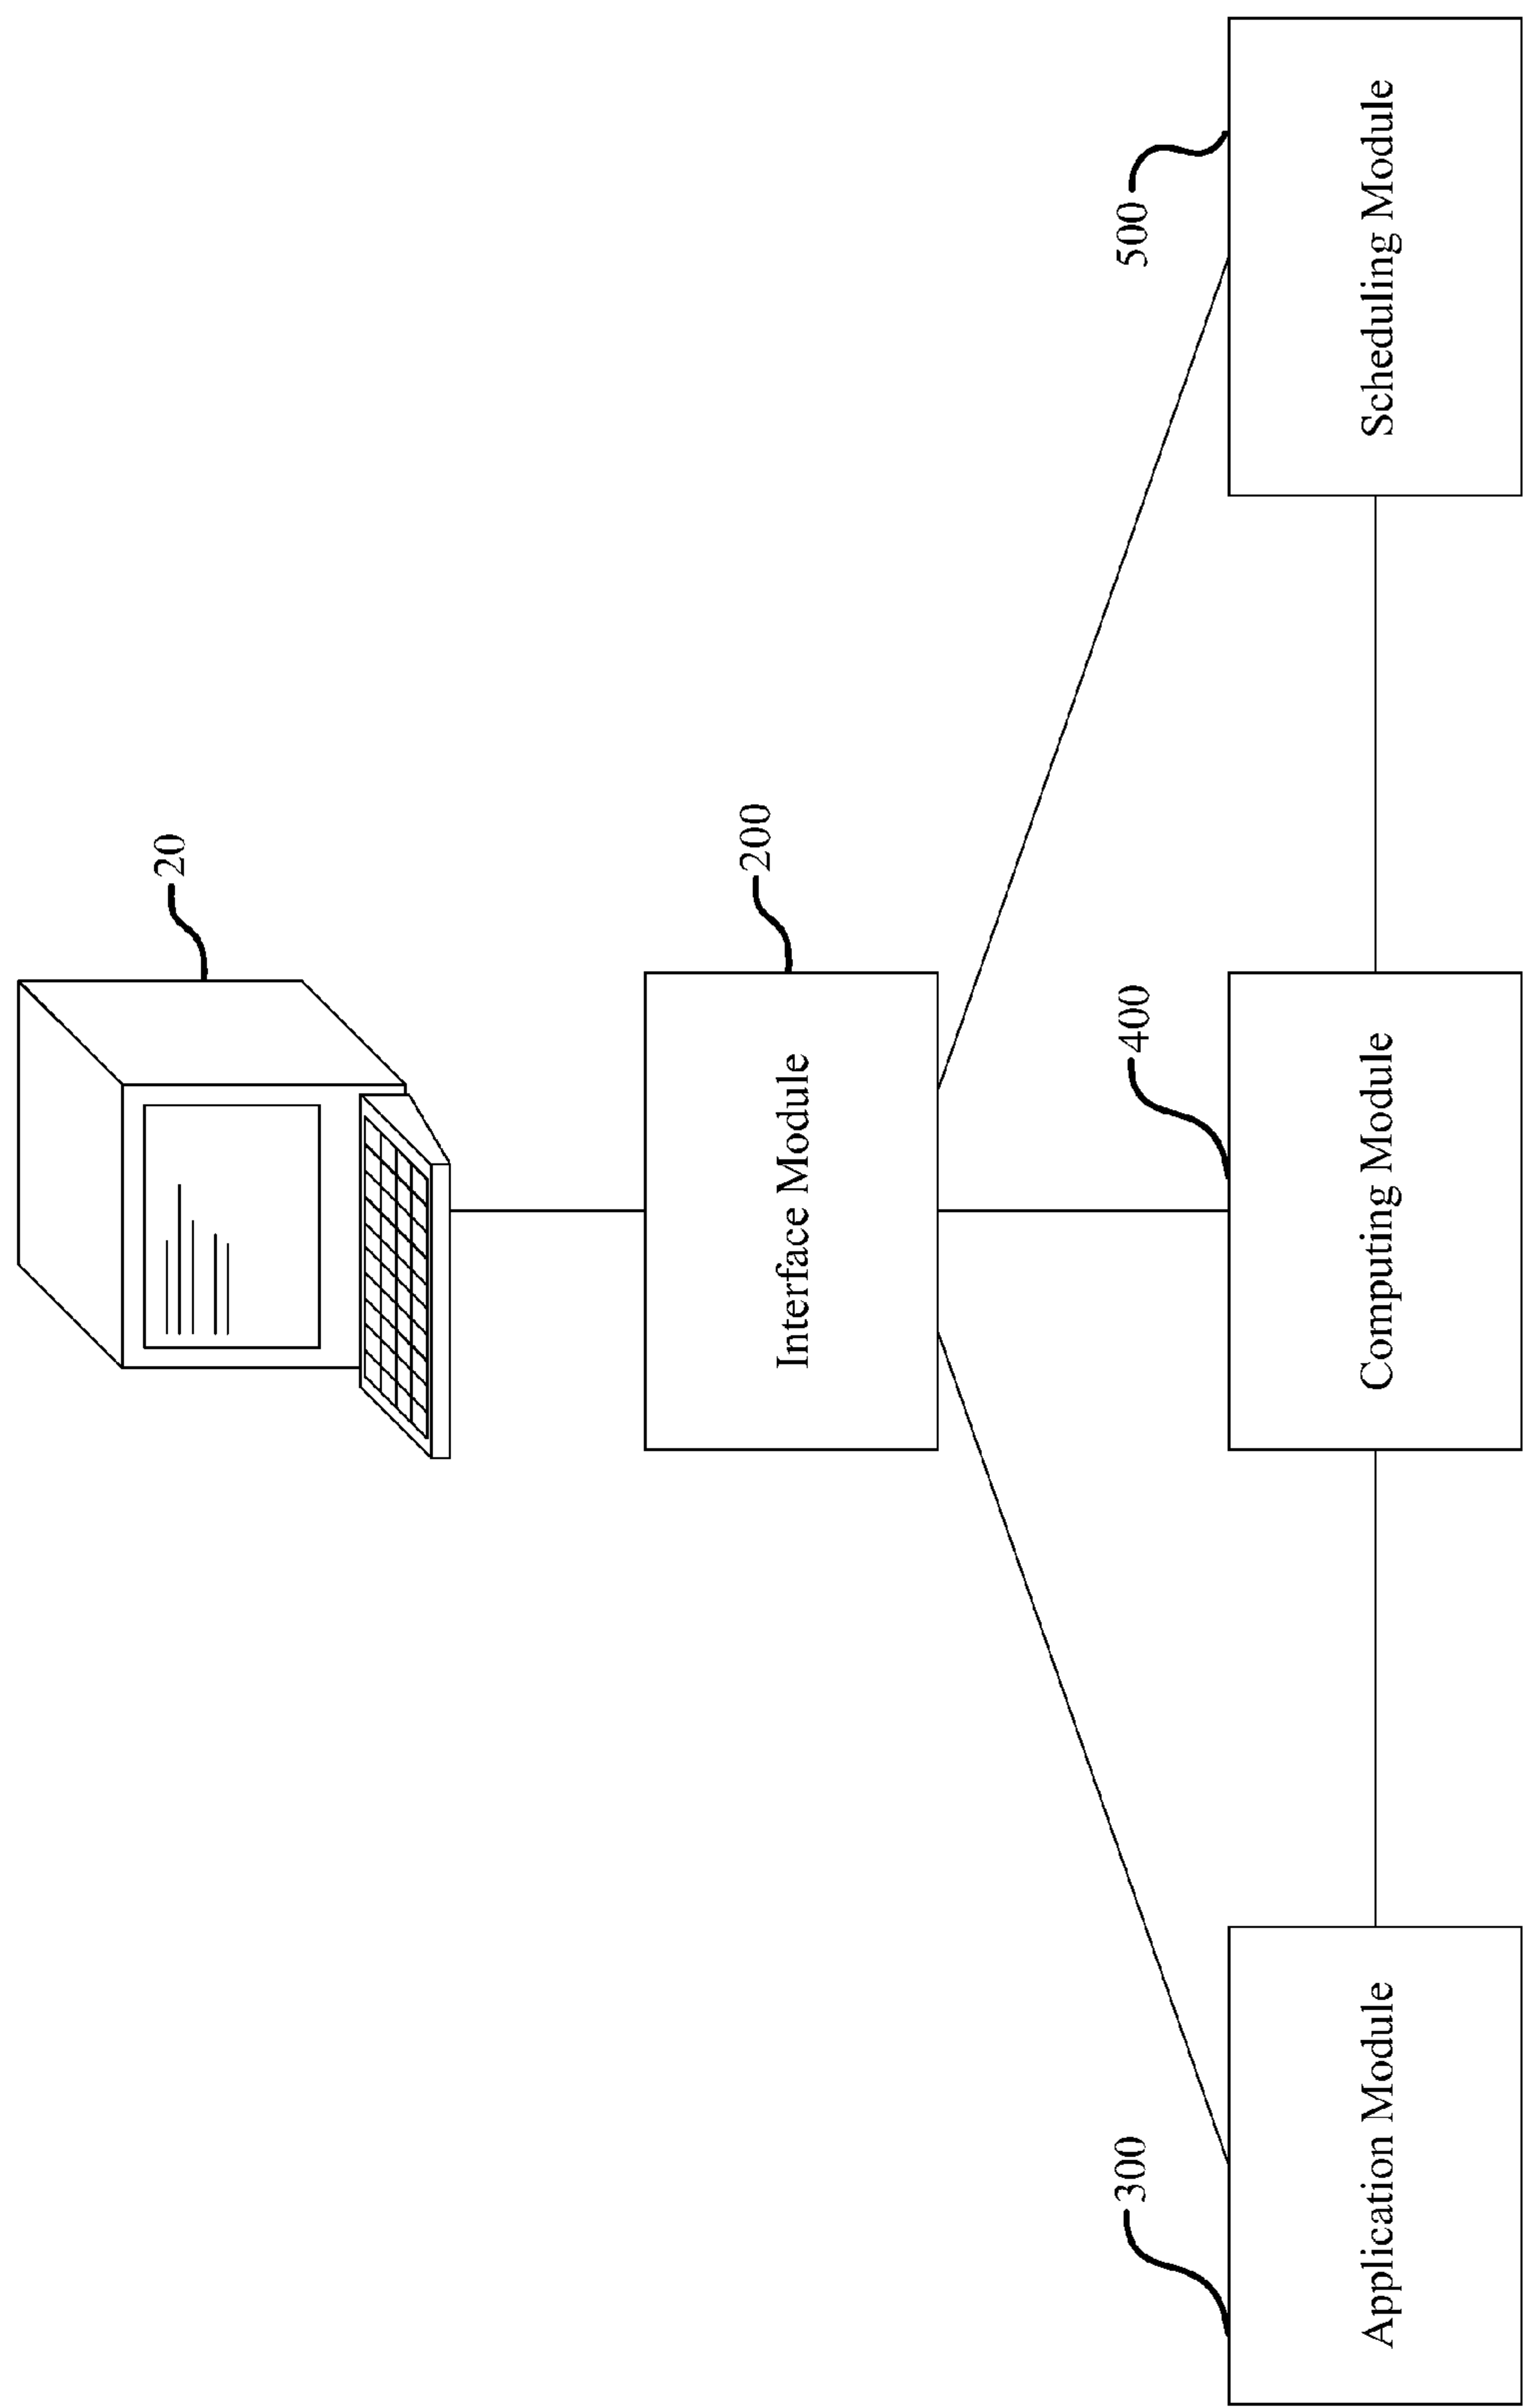 20
200
Interface Module
300
400
500
Application Module
Computing Module
Scheduling Module